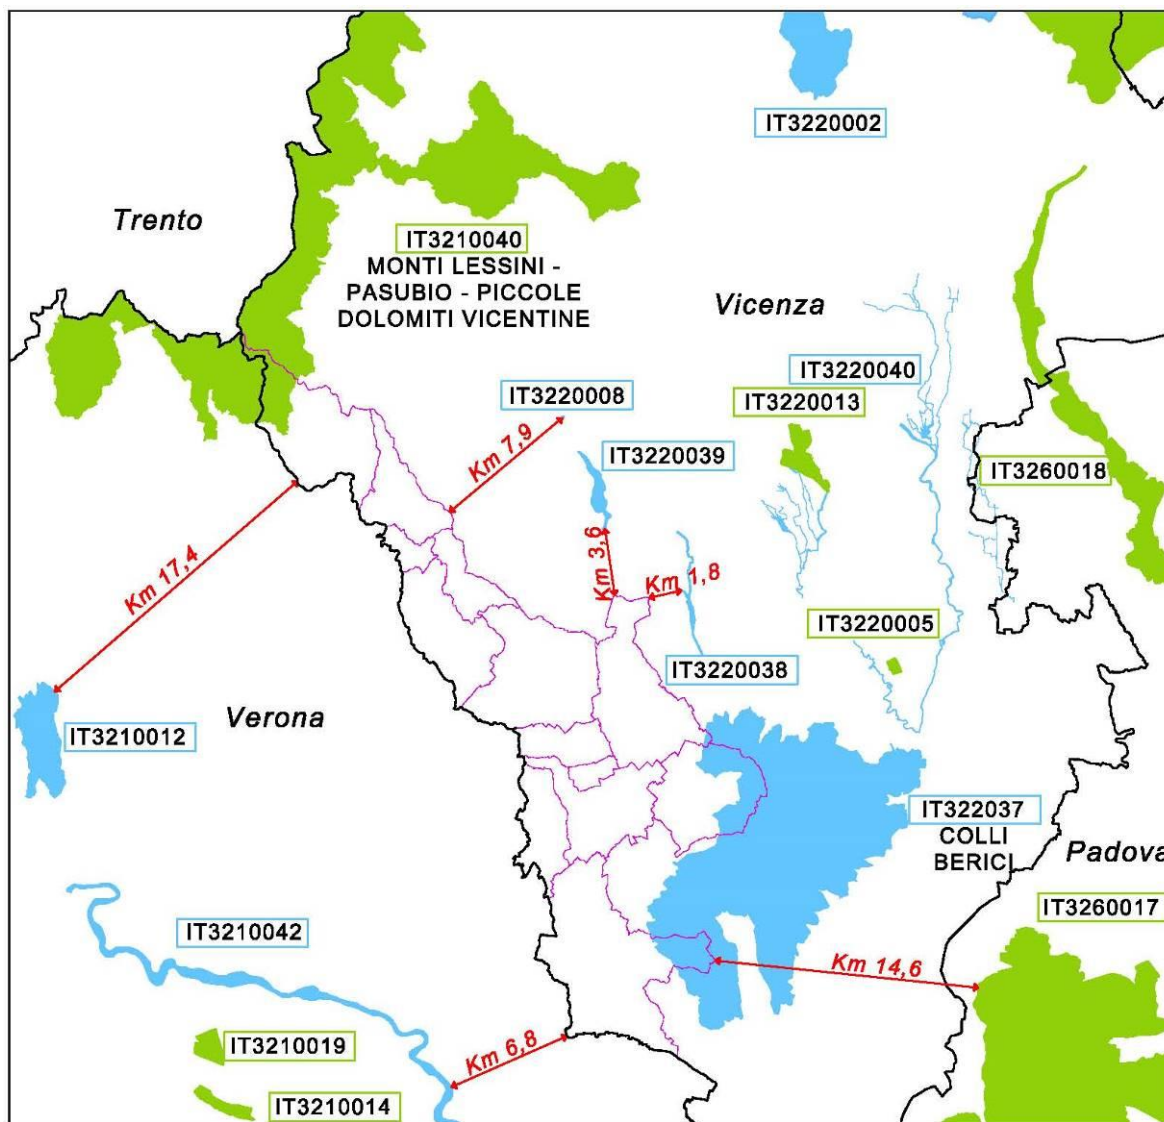 IT3220002
Trento
IT3210040
MONTI LESSINI -
PASUBIO - PICCOLE
DOLOMITI VICENTINE
Vicenza
IT3220040
IT3220008
IT3220013
Km 7,9
IT3220039
IT3260018
Km 17,4
Km 3,6
Km 1,8
IT3220005
IT3220038
Verona
IT3210012
IT322037
COLLI
BERICI
Padova
IT3260017
IT3210042
Km 14,6
IT3210019
Km 6,8
IT3210014